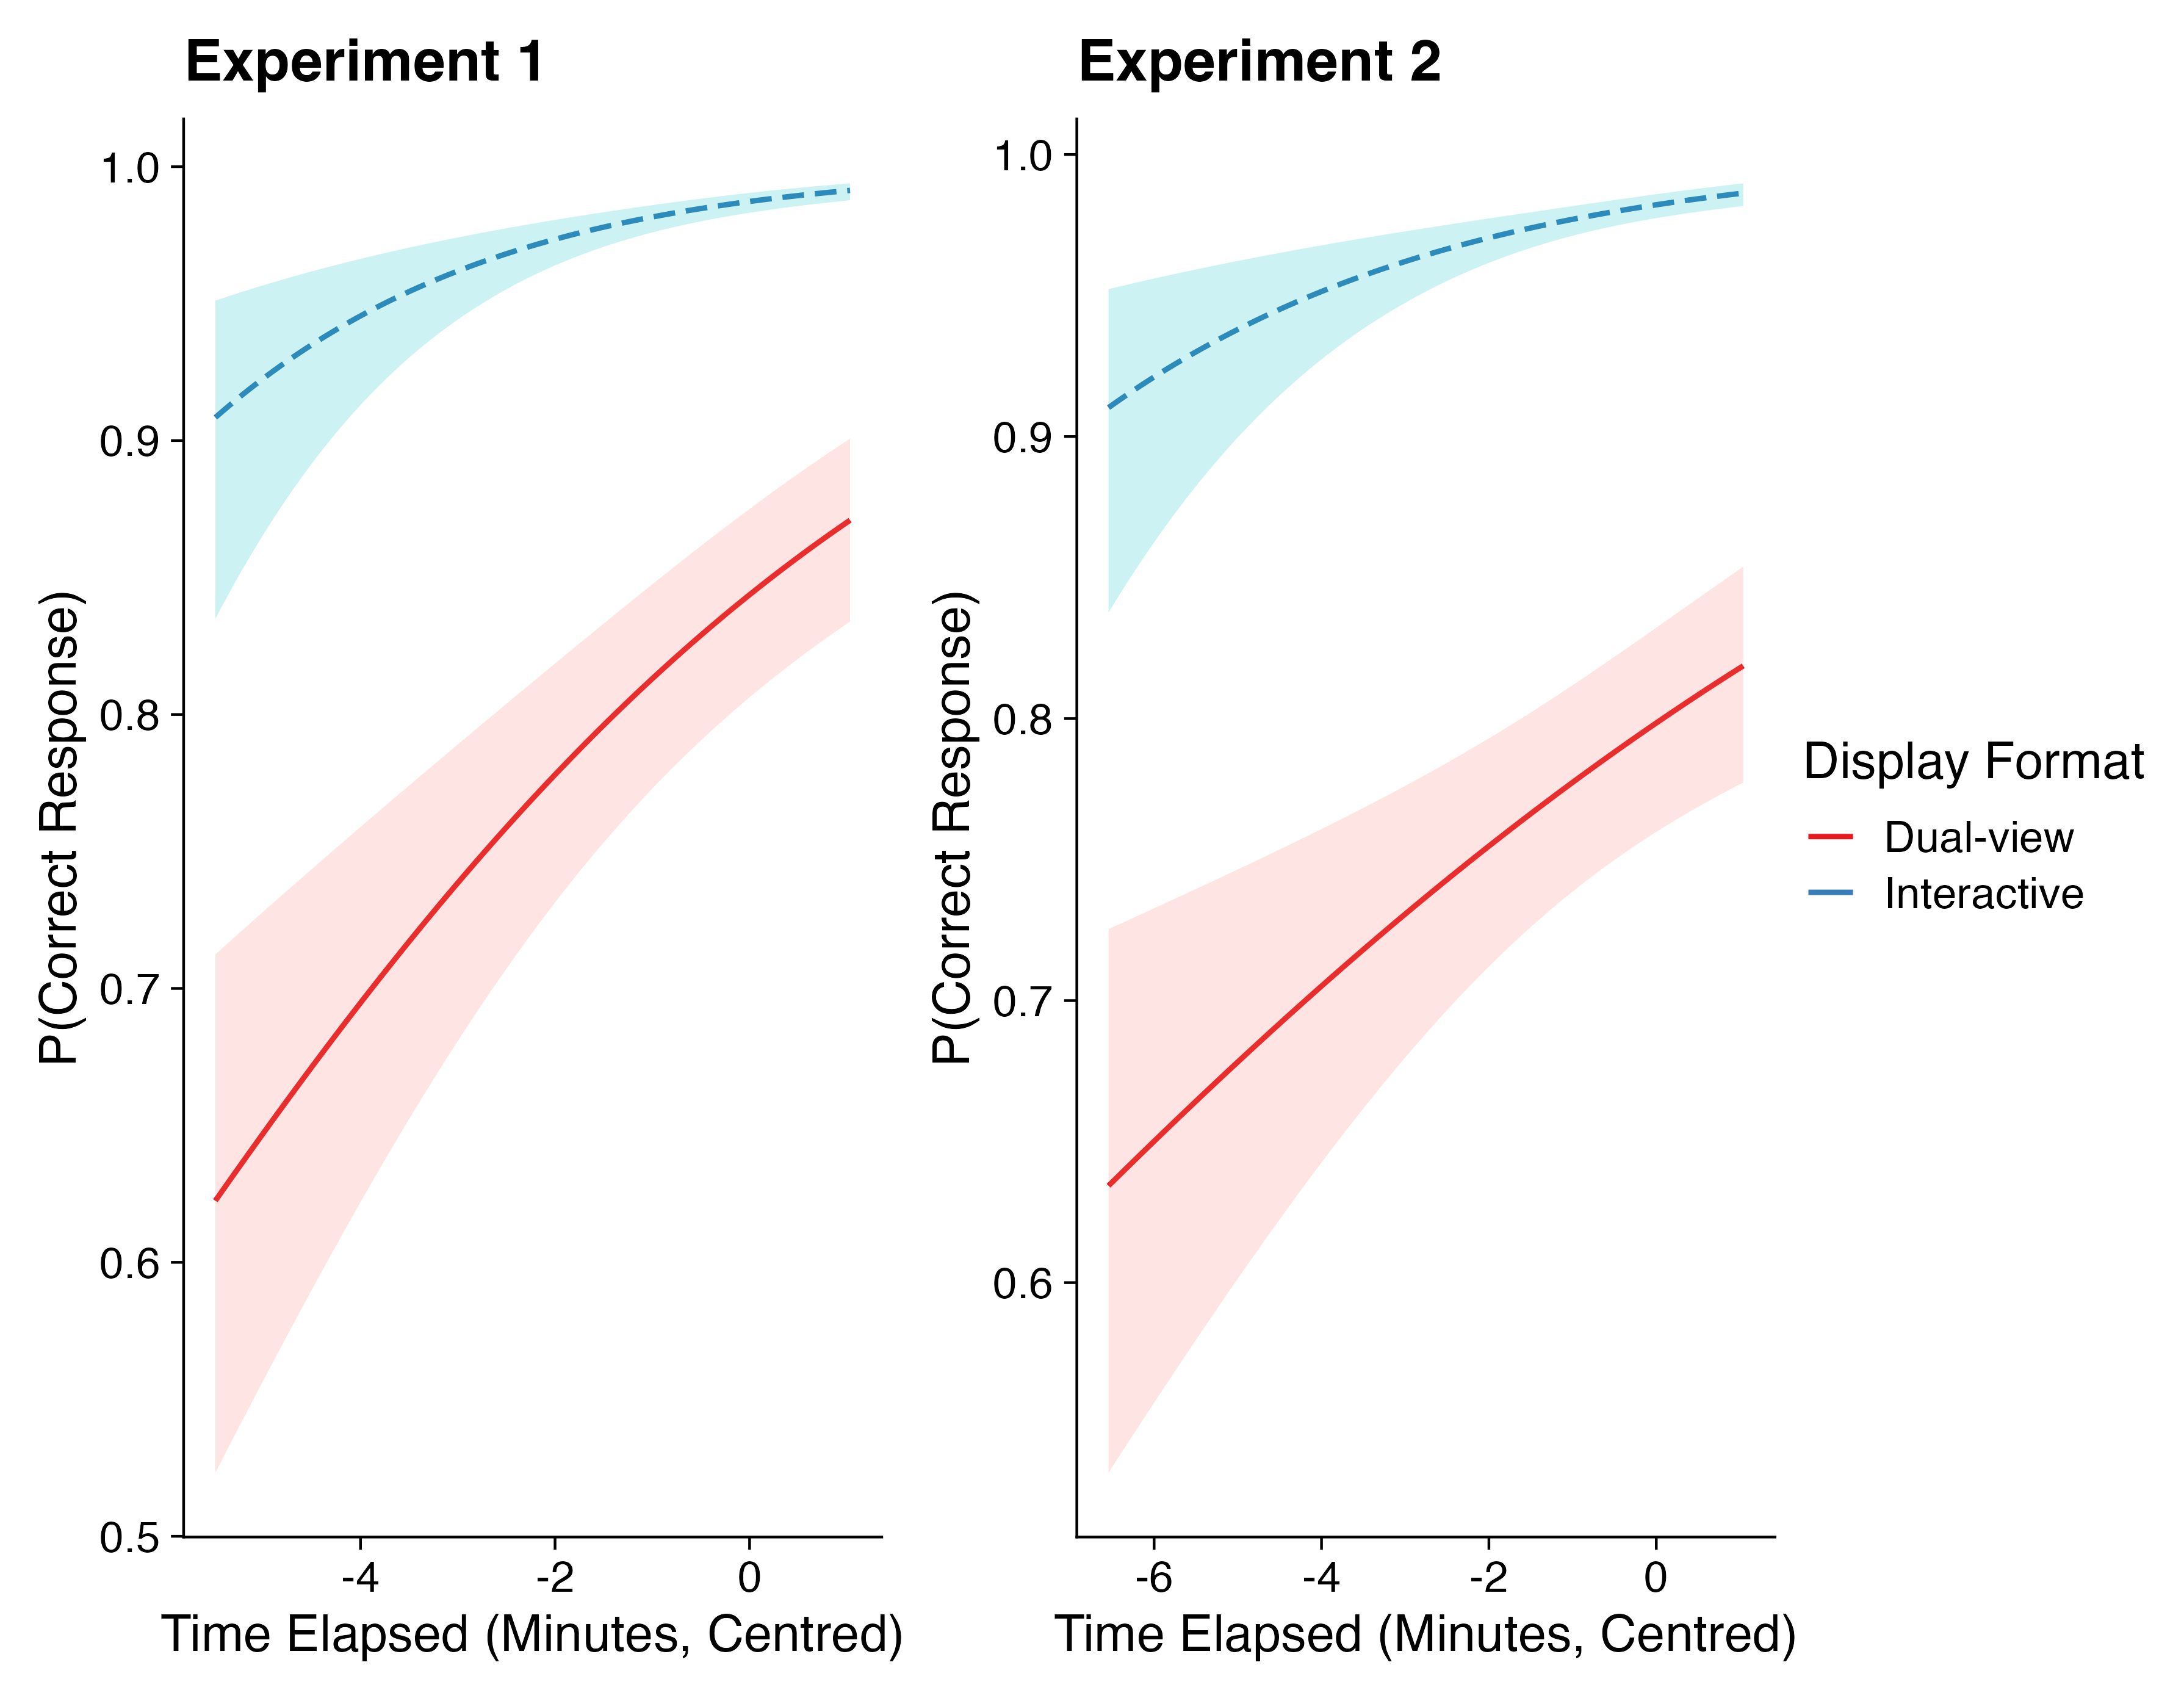 Experiment 1
P(Correct Response)
1.0
0.9
0.8
0.7
0.6
0.5
-4 -2 0
Time Elapsed (Minutes, Centred)
Experiment 2
P(Correct Response)
1.0
0.9
0.8
0.7
0.6
-6 -4 -2 0
Time Elapsed (Minutes, Centred)
Display Format
Dual-view
Interactive